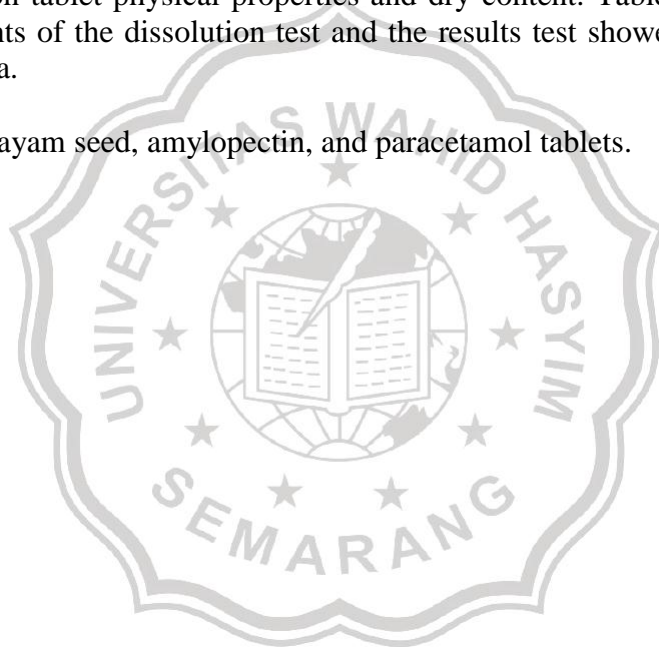 on tablet physical properties and dry content. Table
nts of the dissolution test and the results test showe
a.
ayam seed, amylopectin, and paracetamol tablets.
UNIVERSITAS WAHID HASYIM
SEMARANG